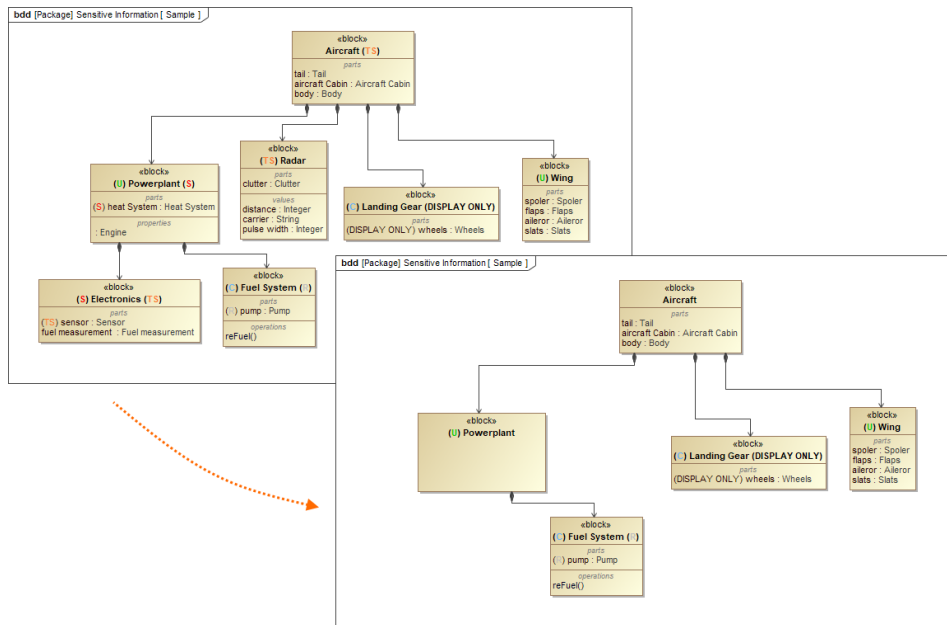 bdd [Package] Sensitive Information [ Sample ]
«block»
Aircraft (TS)
parts
tail : Tail
aircraft Cabin : Aircraft Cabin
body : Body
«block»
(U) Powerplant (S)
parts
(S) heat System : Heat System
properties
: Engine
«block»
(TS) Radar
parts
clutter : Clutter
values
distance : Integer
carrier : String
pulse width : Integer
«block»
(C) Landing Gear (DISPLAY ONLY)
parts
(DISPLAY ONLY) wheels : Wheels
«block»
(U) Wing
parts
spoler : Spoler
flaps : Flaps
aileror : Aileror
slats : Slats
«block»
(S) Electronics (TS)
parts
(TS) sensor : Sensor
fuel measurement : Fuel measurement
«block»
(C) Fuel System (R)
parts
(R) pump : Pump
operations
reFuel()
bdd [Package] Sensitive Information [ Sample ]
«block»
Aircraft
parts
tail : Tail
aircraft Cabin : Aircraft Cabin
body : Body
«block»
(U) Powerplant
«block»
(C) Landing Gear (DISPLAY ONLY)
parts
(DISPLAY ONLY) wheels : Wheels
«block»
(U) Wing
parts
spoler : Spoler
flaps : Flaps
aileror : Aileror
slats : Slats
«block»
(C) Fuel System (R)
parts
(R) pump : Pump
operations
reFuel()